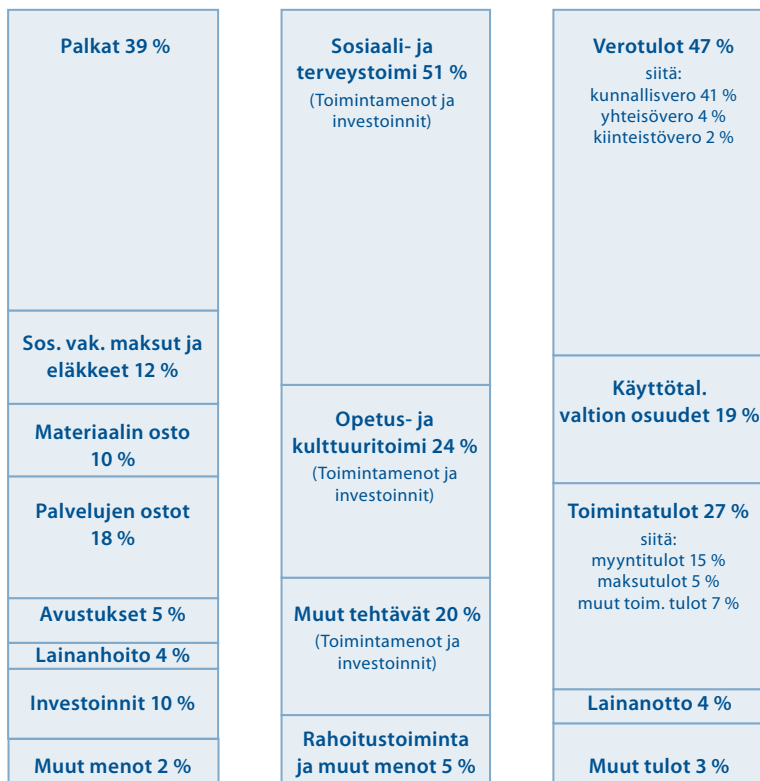 Palkat 39 %
Sos. vak. maksut ja
eläkkeet 12 %
Materiaalin osto
10 %
Palvelujen ostot
18 %
Avustukset 5 %
Lainanhoito 4 %
Investoinnit 10 %
Muut menot 2 %
Sosiaali- ja
terveystoimi 51 %
(Toimintamenot ja
investoinnit)
Opetus- ja
kulttuuritoimi 24 %
(Toimintamenot ja
investoinnit)
Muut tehtävät 20 %
(Toimintamenot ja
investoinnit)
Rahoitustoiminta
ja muut menot 5 %
Verotulot 47 %
siitä:
kunnallisvero 41 %
yhteisövero 4 %
kiinteistövero 2 %
Käyttötal.
valtion osuudet 19 %
Toimintatulot 27 %
siitä:
myyntitulot 15 %
maksutulot 5 %
muut toim. tulot 7 %
Lainanotto 4 %
Muut tulot 3 %